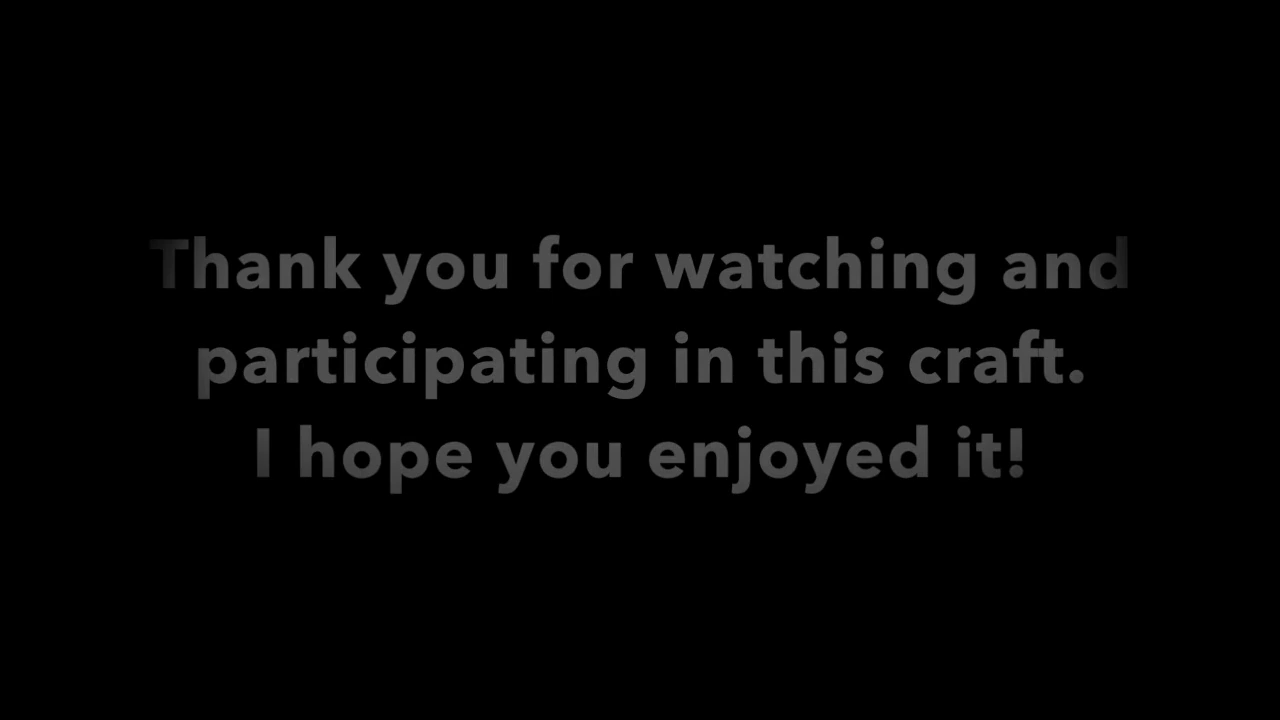 Thank you for watching and
participating in this craft.
I hope you enjoyed it!